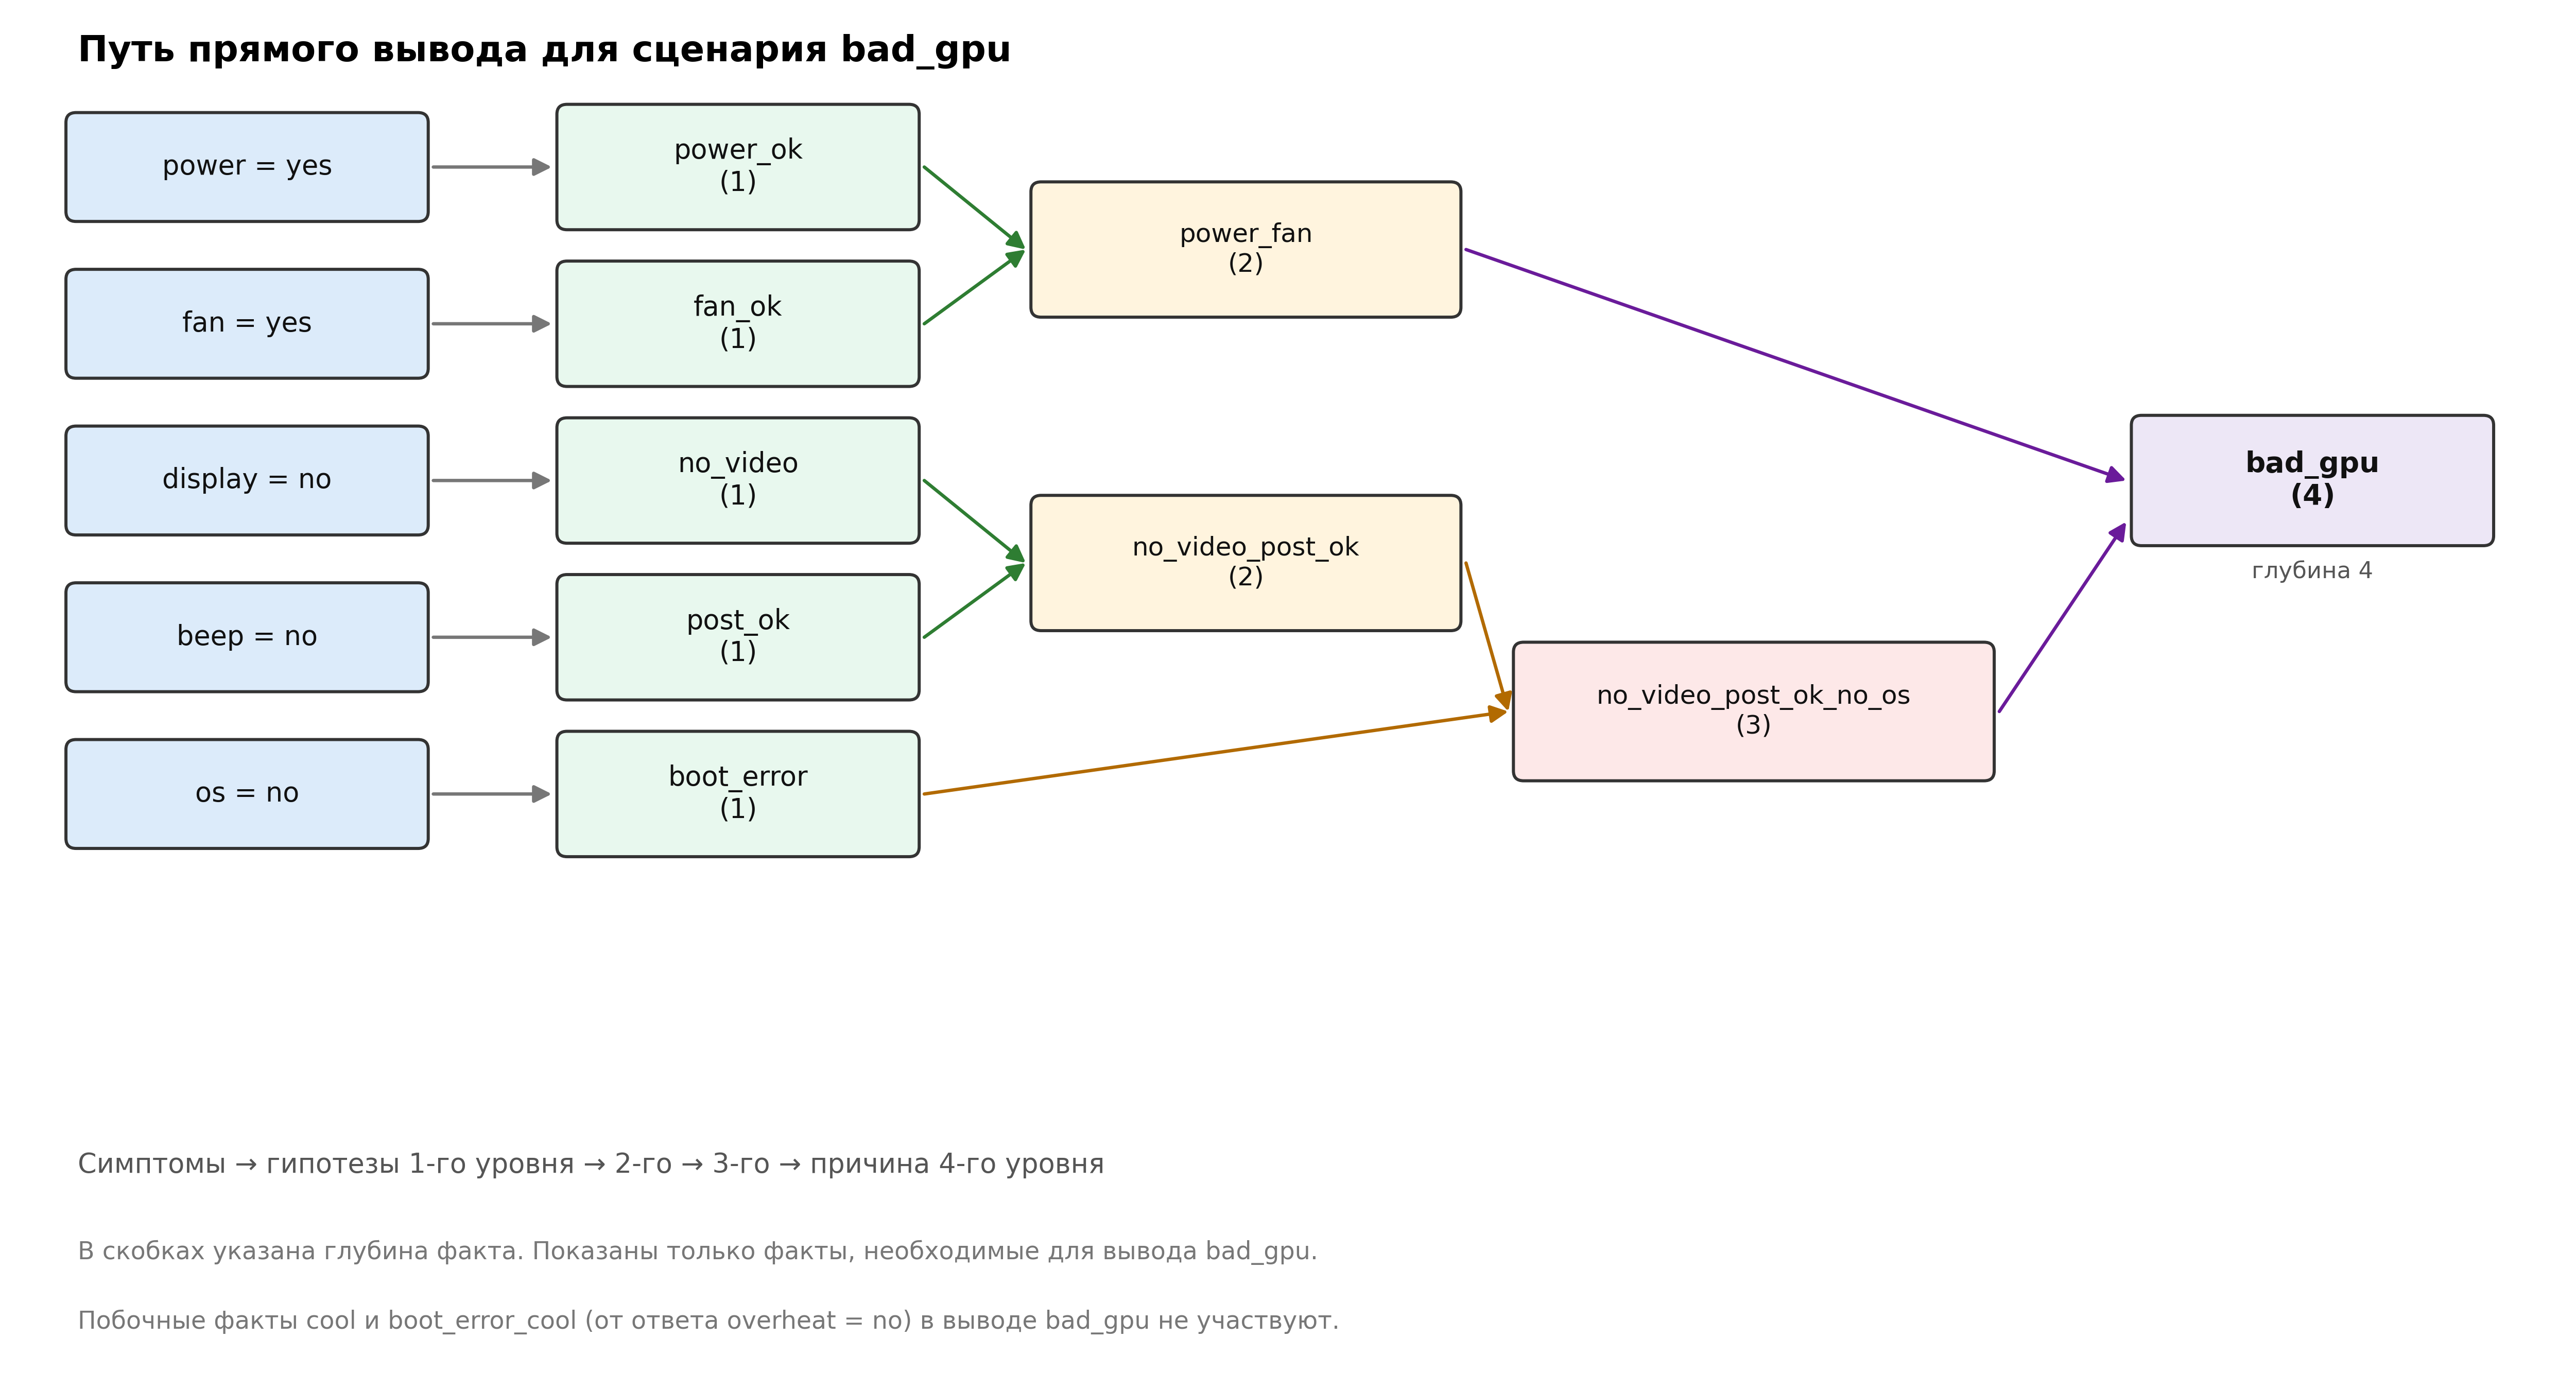 Путь прямого вывода для сценария bad_gpu
power = yes
power_ok
(1)
power_fan
(2)
fan = yes
fan_ok
(1)
display = no
no_video
(1)
no_video_post_ok
(2)
bad_gpu
(4)
глубина 4
beep = no
post_ok
(1)
no_video_post_ok_no_os
(3)
os = no
boot_error
(1)
Симптомы → гипотезы 1-го уровня → 2-го → 3-го → причина 4-го уровня
В скобках указана глубина факта. Показаны только факты, необходимые для вывода bad_gpu.
Побочные факты cool и boot_error_cool (от ответа overheat = no) в выводе bad_gpu не участвуют.